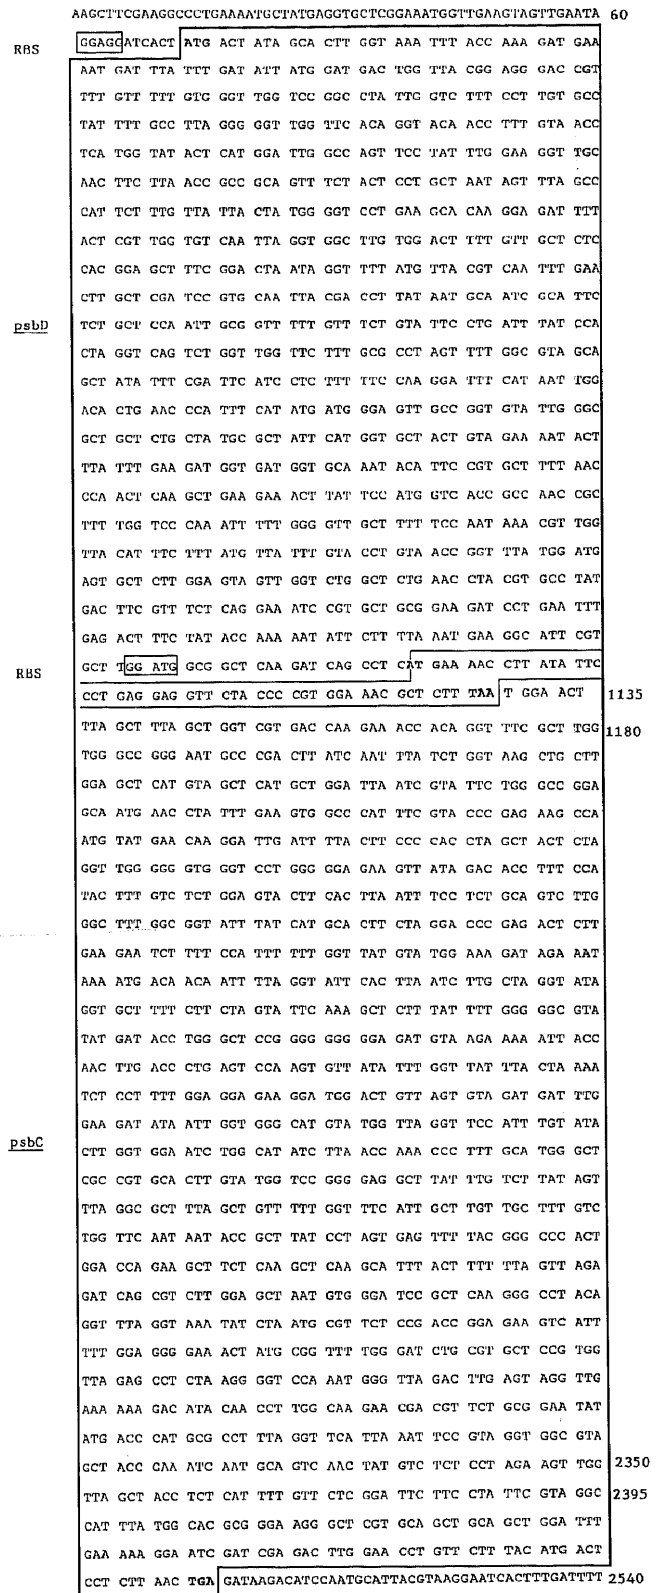 AAGCTTCGAAGGCCCTGAAAATGCTATGAGGTGCTCGGAAATGGTTGAAGTAGTTGAATA 60
RBS GGAGGATCACT ATG ACT ATA GCA CTT GGT AAA TTT ACC AAA GAT GAA
AAT GAT TTA TTT GAT ATT ATG GAT GAC TGG TTA CGG AGG GAC CGT
TTT GTT TTT GTG GGT TGG TCC GGC CTA TTG GTC TTT CCT TGT GCC
TAT TTT GCC TTA GGG GGT TGG TTC ACA GGT ACA ACC TTT GTA ACC
TCA TGG TAT ACT CAT GGA TTG GCC AGT TCC TAT TTG GAA GGT TGC
AAC TTC TTA ACC GCC GCA GTT TCT ACT CCT GCT AAT AGT TTA GCC
CAT TCT TTG TTA TTA CTA TGG GGT CCT GAA GCA CAA GGA GAT TTT
ACT CGT TGG TGT CAA TTA GGT GGC TTG TGG ACT TTT GTT GCT CTC
CAC GGA GCT TTC GGA CTA ATA GGT TTT ATG TTA CGT CAA TTT GAA
CTT GCT CGA TCC GTG CAA TTA CGA CCT TAT AAT GCA ATC GCA TTC
psbD TCT GCT CCA ATT GCG GTT TTT GTT TCT GTA TTC CTG ATT TAT CCA
CTA GGT CAG TCT GGT TGG TTC TTT GCG CCT AGT TTT GGC GTA GCA
GCT ATA TTT CGA TTC ATC CTC TTT TTC CAA GGA TTT CAT AAT TGG
ACA CTG AAC CCA TTT CAT ATG ATG GGA GTT GCC GGT GTA TTG GGC
GCT GCT CTG CTA TGC GCT ATT CAT GGT GCT ACT GTA GAA AAT ACT
TTA TTT GAA GAT GGT GAT GGT GCA AAT ACA TTC CGT GCT TTT AAC
CCA ACT CAA GCT GAA GAA ACT TAT TCC ATG GTC ACC GCC AAC CGC
TTT TGG TCC CAA ATT TTT GGG GTT GCT TTT TCC AAT AAA CGT TGG
TTA CAT TTC TTT ATG TTA TTT GTA CCT GTA ACC GGT TTA TGG ATG
AGT GCT CTT GGA GTA GTT GGT CTG GCT CTG AAC CTA CGT GCC TAT
GAC TTC GTT TCT CAG GAA ATC CGT GCT GCG GAA GAT CCT GAA TTT
GAG ACT TTC TAT ACC AAA AAT ATT CTT TTA AAT GAA GGC ATT CGT
RBS GCT TGG ATG GCG GCT CAA GAT CAG CCT CAT GAA AAC CTT ATA TTC
CCT GAG GAG GTT CTA CCC CGT GGA AAC GCT CTT TAA T GGA ACT 1135
TTA GCT TTA GCT GGT CGT GAC CAA GAA ACC ACA GGT TTC GCT TGG 1180
TGG GCC GGG AAT GCC CGA CTT ATC AAT TTA TCT GGT AAG CTG CTT
GGA GCT CAT GTA GCT CAT GCT GGA TTA ATC GTA TTC TGG GCC GGA
GCA ATG AAC CTA TTT GAA GTG GCC CAT TTC GTA CCC GAG AAG CCA
ATG TAT GAA CAA GGA TTG ATT TTA CTT CCC CAC CTA GCT ACT CTA
GGT TGG GGG GTG GGT CCT GGG GGA GAA GTT ATA GAC ACC TTT CCA
TAC TTT GTC TCT GGA GTA CTT CAC TTA ATT TCC TCT GCA GTC TTG
GGC TTT GGC GGT ATT TAT CAT GCA CTT CTA GGA CCC GAG ACT CTT
GAA GAA TCT TTT CCA TTT TTT GGT TAT GTA TGG AAA GAT AGA AAT
AAA ATG ACA ACA ATT TTA GGT ATT CAC TTA ATC TTG CTA GGT ATA
GGT GCT TTT CTT CTA GTA TTC AAA GCT CTT TAT TTT GGG GGC GTA
TAT GAT ACC TGG GCT CCG GGG GGG GGA GAT GTA AGA AAA ATT ACC
AAC TTG ACC CTG AGT CCA AGT GTT ATA TTT GGT TAT TTA CTA AAA
TCT CCT TTT GGA GGA GAA GGA TGG ACT GTT AGT GTA GAT GAT TTG
GAA GAT ATA ATT GGT GGG CAT GTA TGG TTA GGT TCC ATT TGT ATA
psbC CTT GGT GGA ATC TGG CAT ATC TTA ACC AAA CCC TTT GCA TGG GCT
CGC CGT GCA CTT GTA TGG TCC GGG GAG GCT TAT TTG TCT TAT AGT
TTA GGC GCT TTA GCT GTT TTT GGT TTC ATT GCT TGT TGC TTT GTC
TGG TTC AAT AAT ACC GCT TAT CCT AGT GAG TTT TAC GGG CCC ACT
GGA CCA GAA GCT TCT CAA GCT CAA GCA TTT ACT TTT TTA GTT AGA
GAT CAG CGT CTT GGA GCT AAT GTG GGA TCC GCT CAA GGG CCT ACA
GGT TTA GGT AAA TAT CTA ATG CGT TCT CCG ACC GGA GAA GTC ATT
TTT GGA GGG GAA ACT ATG CGG TTT TGG GAT CTG CGT GCT CCG TGG
TTA GAG CCT CTA AGG GGT CCA AAT GGG TTA GAC TTG AGT AGG TTG
AAA AAA GAC ATA CAA CCT TGG CAA GAA CGA CGT TCT GCG GAA TAT
ATG ACC CAT GCG CCT TTA GGT TCA TTA AAT TCC GTA GGT GGC GTA
GCT ACC GAA ATC AAT GCA GTC AAC TAT GTC TCT CCT AGA AGT TGG 2350
TTA GCT ACC TCT CAT TTT GTT CTC GGA TTC TTC CTA TTC GTA GGC 2395
CAT TTA TGG CAC GCG GGA AGG GCT CGT GCA GCT GCA GCT GGA TTT
GAA AAA GGA ATC GAT CGA GAC TTG GAA CCT GTT CTT TAC ATG ACT
CCT CTT AAC TGA GATAAGACATCCAATGCATTACGTAAGGAATCACTTTGATTTT 2540